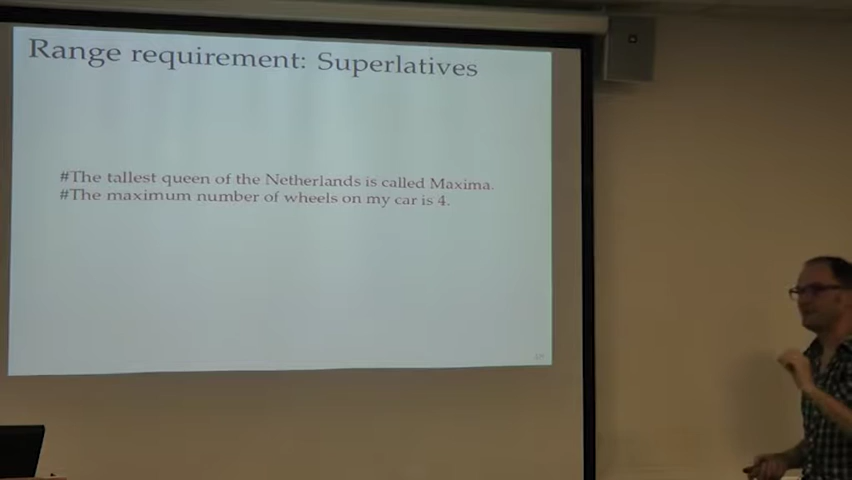 Range requirement: Superlatives
#The tallest queen of the Netherlands is called Maxima.
#The maximum number of wheels on my car is 4.